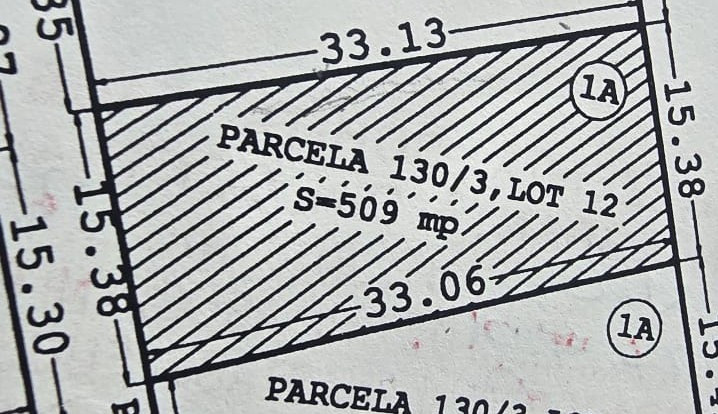 33.13
1A
PARCELA 130/3, LOT 12
S=509 mp
15.38
15.38
33.06
15.30
1A
PARCELA 130/3